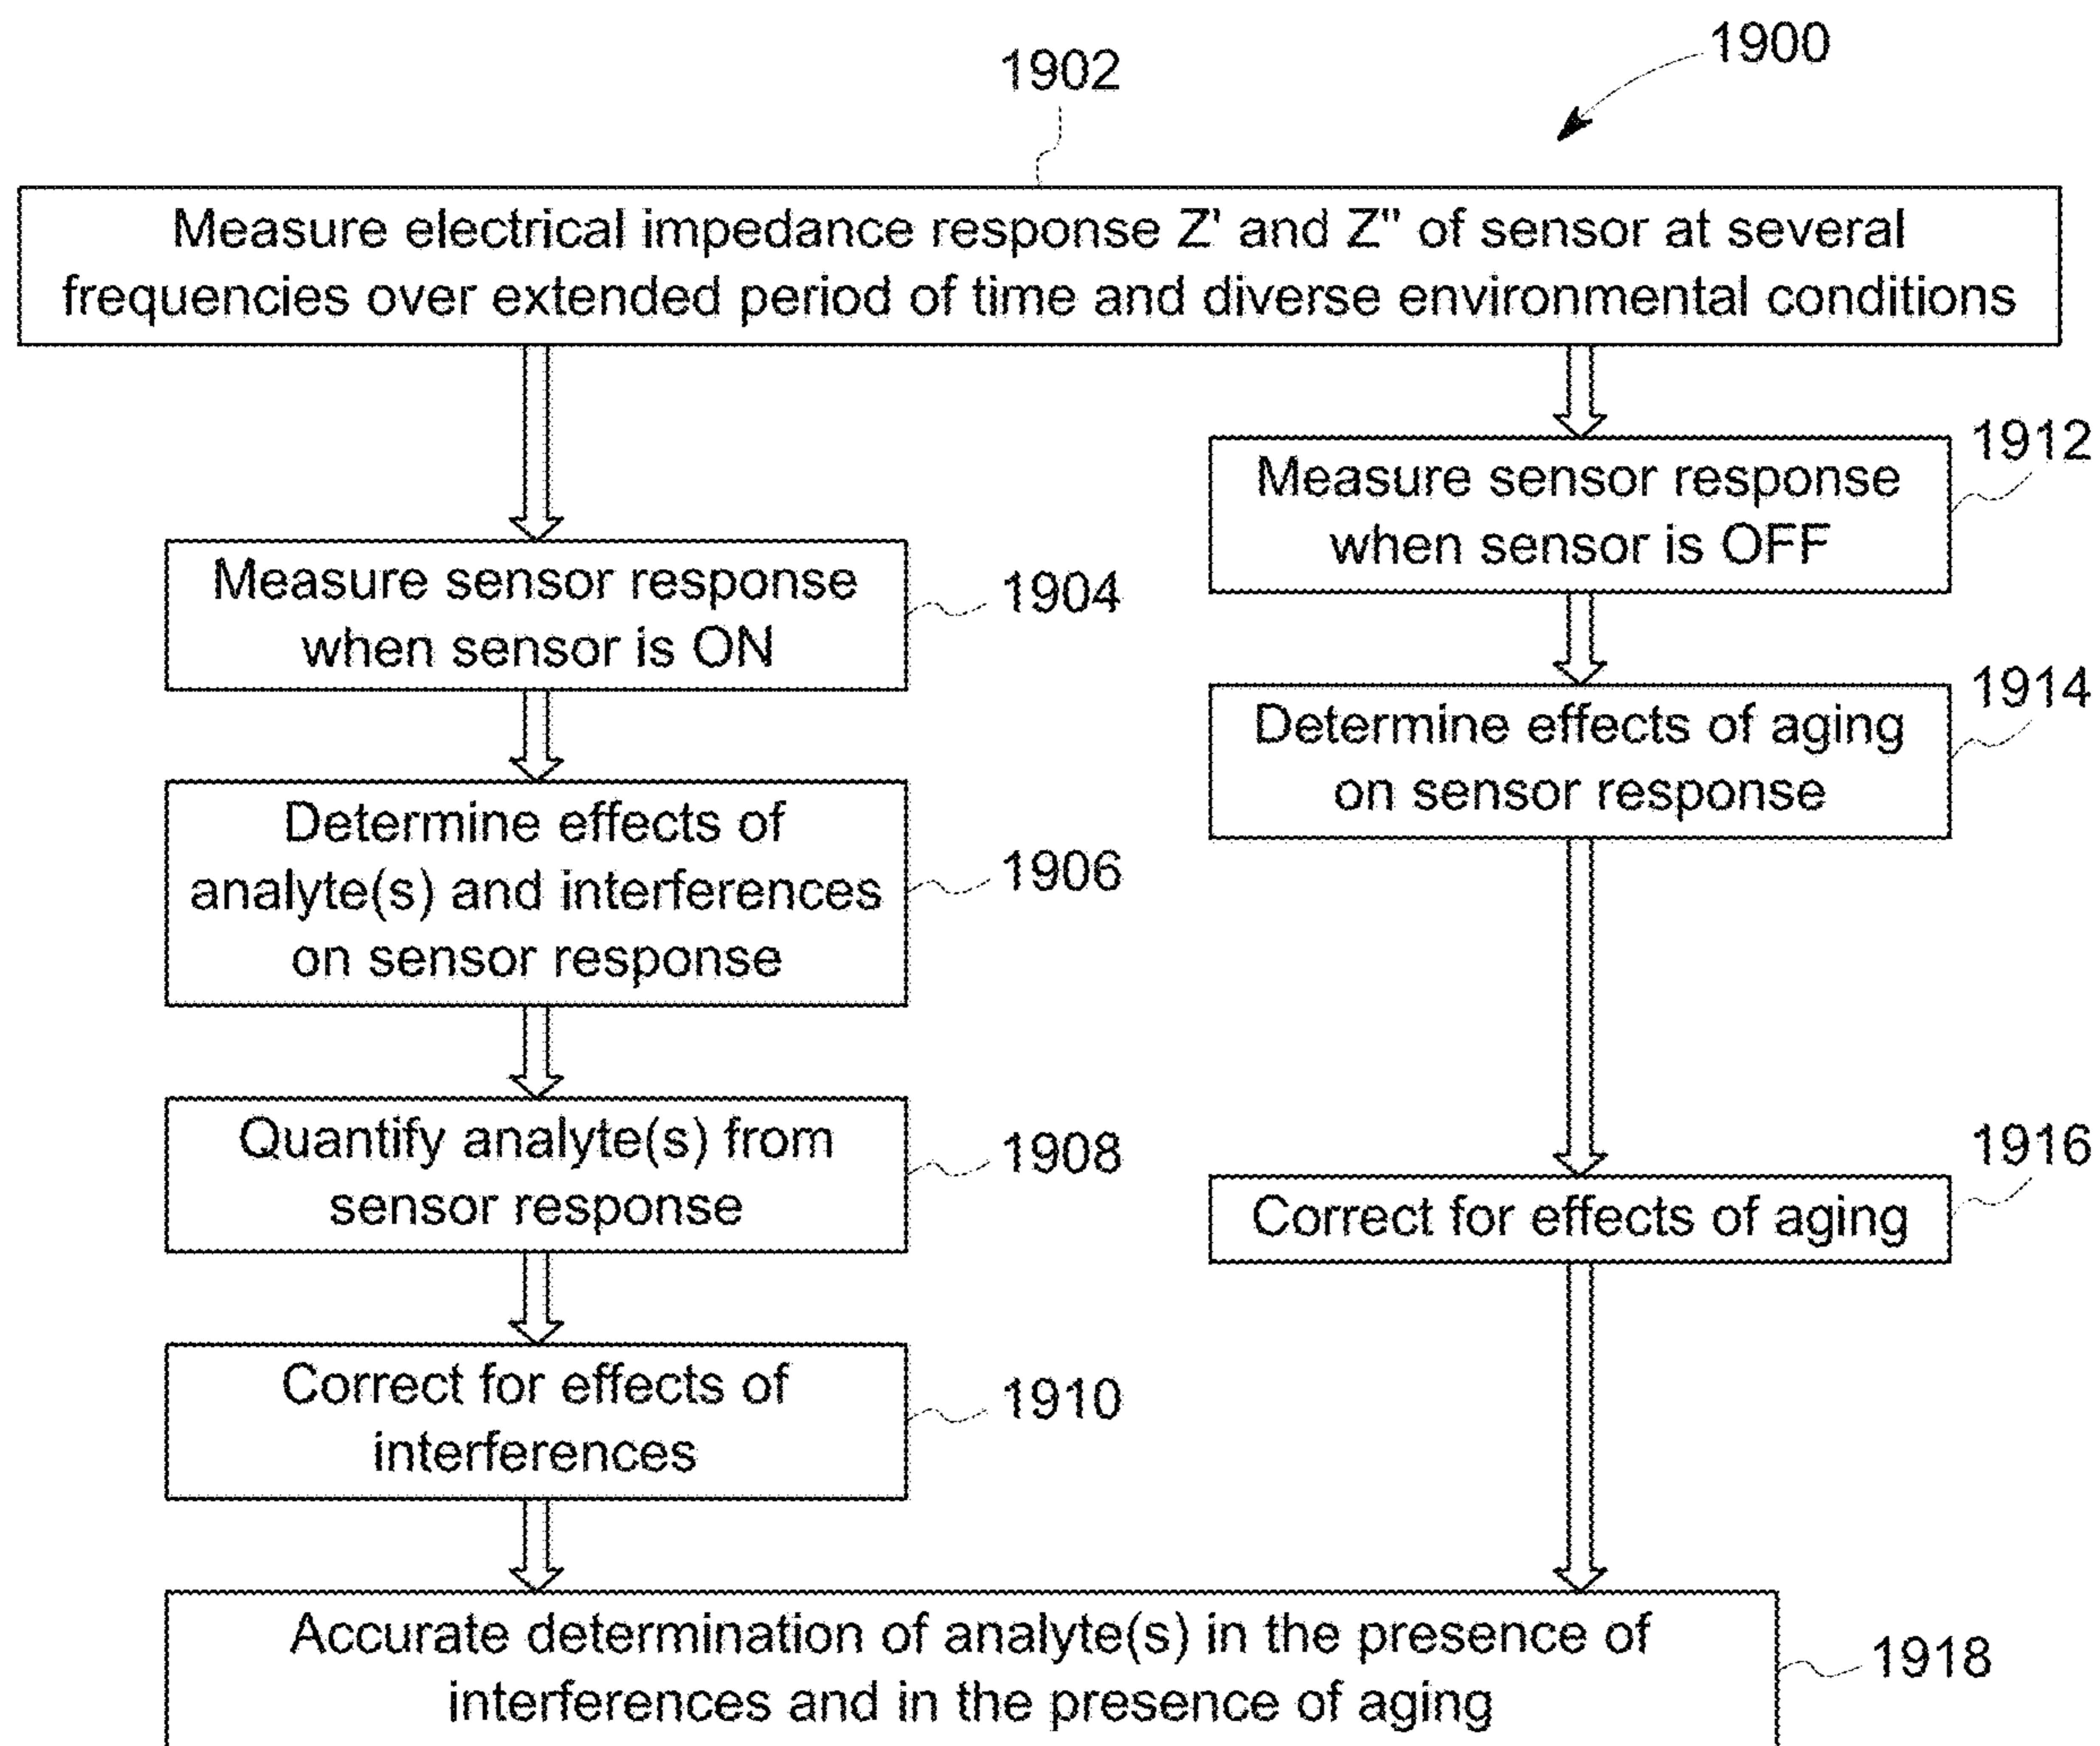 1900
1902
Measure electrical impedance response Z' and Z" of sensor at several
frequencies over extended period of time and diverse environmental conditions
Measure sensor response
when sensor is ON
1904
Determine effects of
analyte(s) and interferences
on sensor response
1906
Quantify analyte(s) from
sensor response
1908
Correct for effects of
interferences
1910
Measure sensor response
when sensor is OFF
1912
Determine effects of aging
on sensor response
1914
Correct for effects of aging
1916
Accurate determination of analyte(s) in the presence of
interferences and in the presence of aging
1918